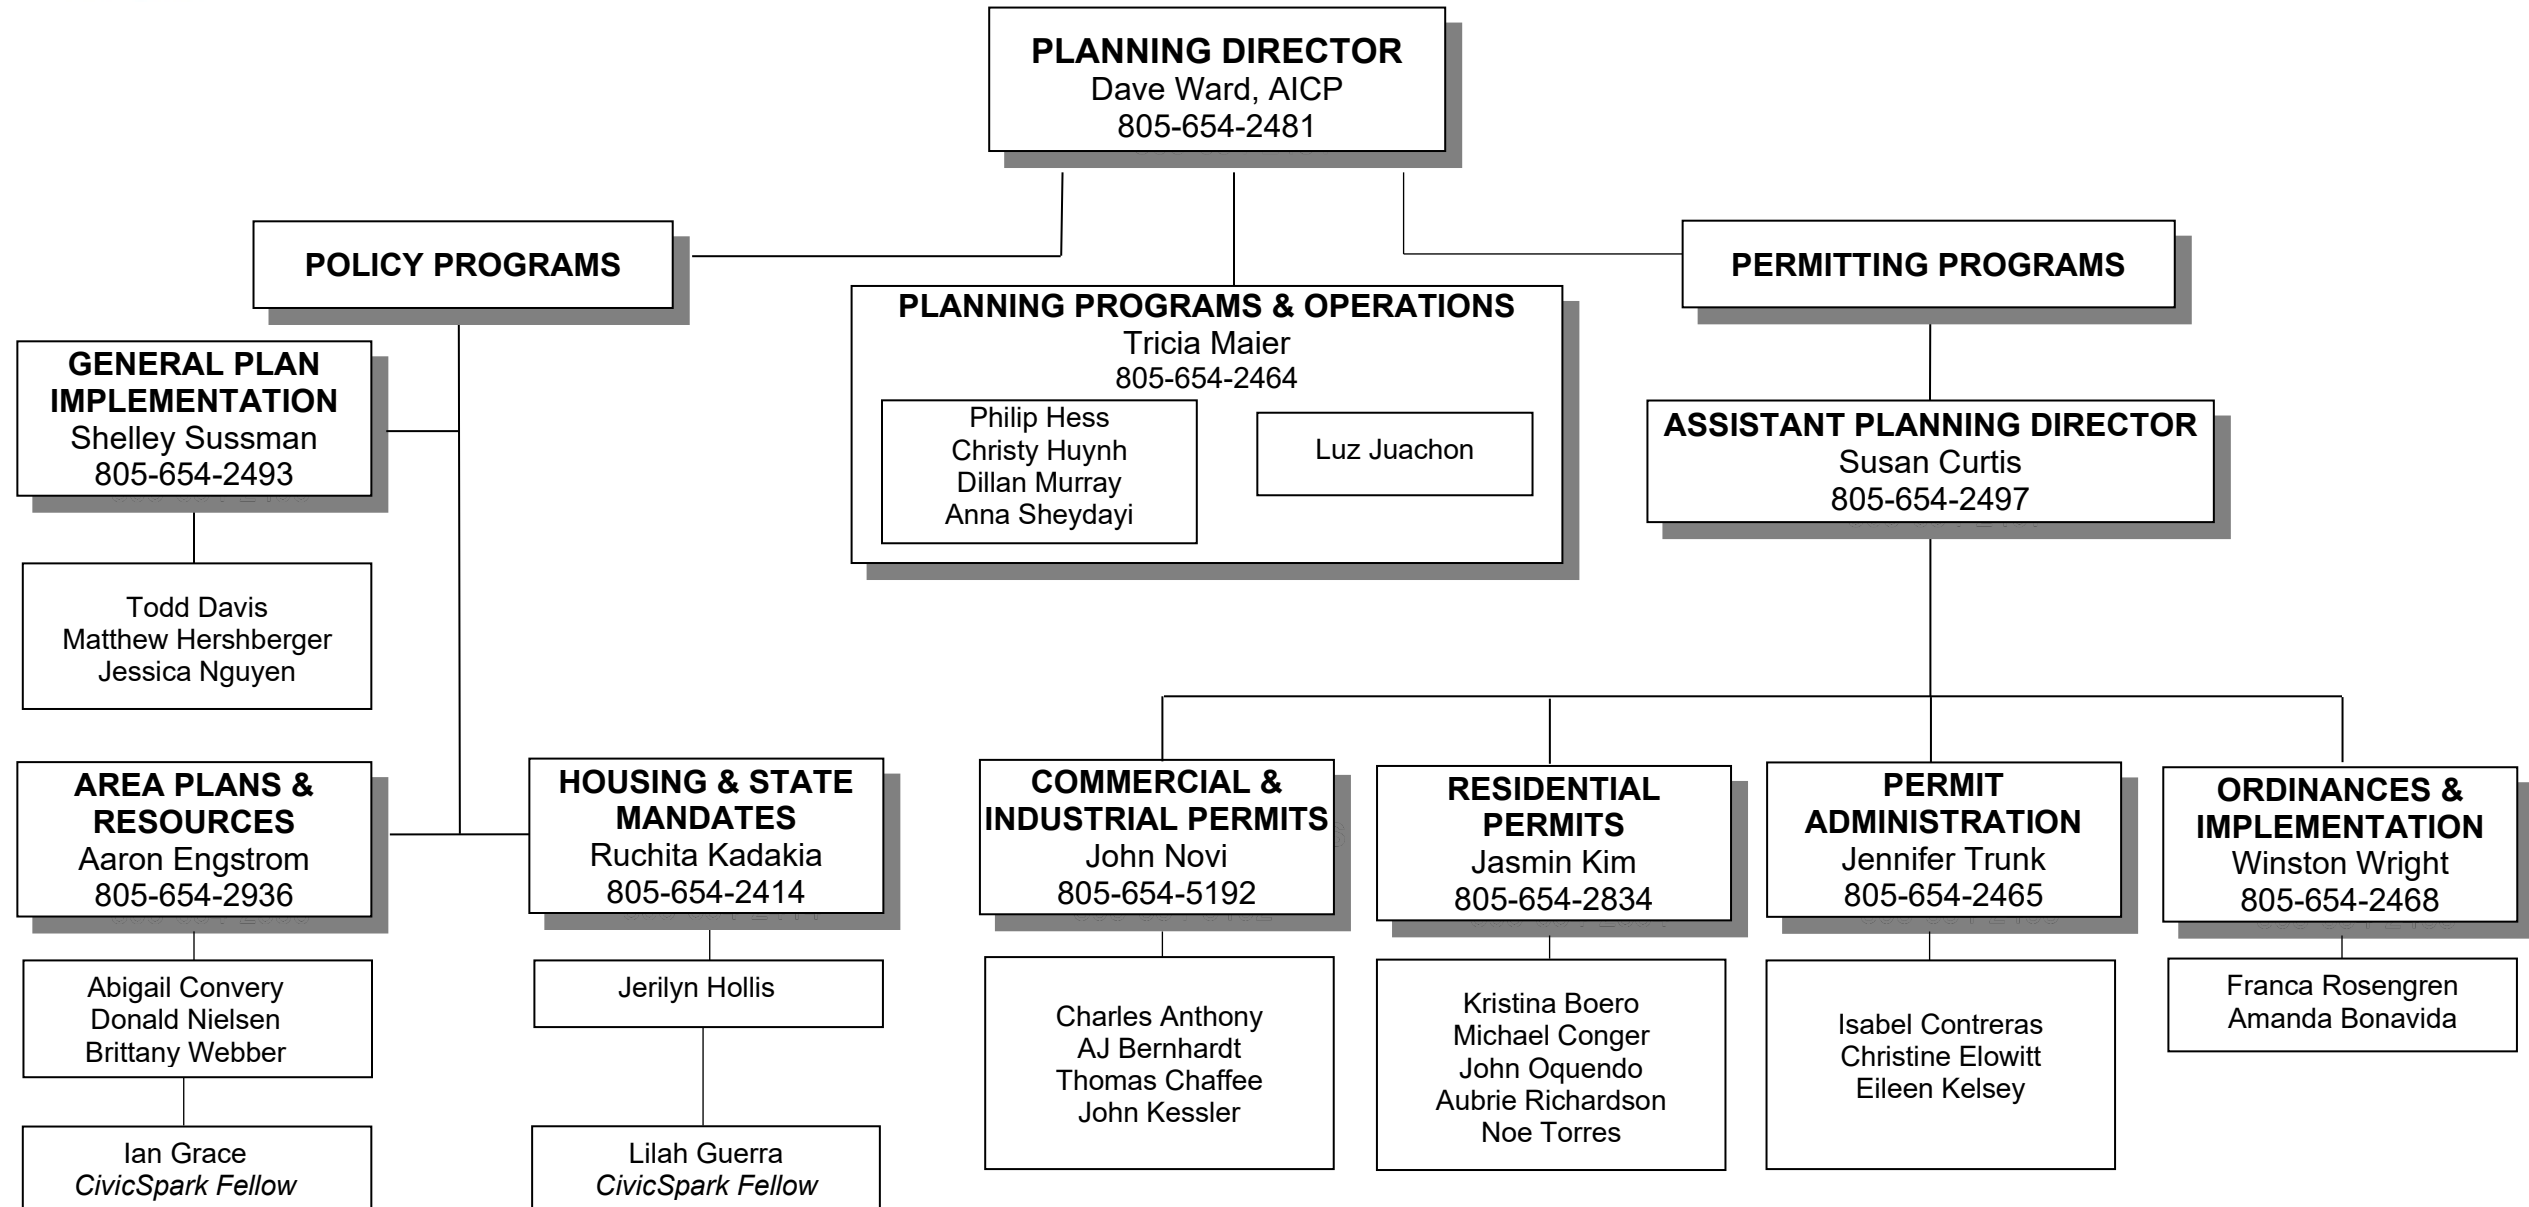 PLANNING DIRECTOR
Dave Ward, AICP
805-654-2481
POLICY PROGRAMS
GENERAL PLAN
IMPLEMENTATION
Shelley Sussman
805-654-2493
Todd Davis
Matthew Hershberger
Jessica Nguyen
AREA PLANS &
RESOURCES
Aaron Engstrom
805-654-2936
Abigail Convery
Donald Nielsen
Brittany Webber
Ian Grace
CivicSpark Fellow
HOUSING & STATE
MANDATES
Ruchita Kadakia
805-654-2414
Jerilyn Hollis
Lilah Guerra
CivicSpark Fellow
PLANNING PROGRAMS & OPERATIONS
Tricia Maier
805-654-2464
Philip Hess
Christy Huynh
Dillan Murray
Anna Sheydayi
Luz Juachon
PERMITTING PROGRAMS
ASSISTANT PLANNING DIRECTOR
Susan Curtis
805-654-2497
COMMERCIAL &
INDUSTRIAL PERMITS
John Novi
805-654-5192
Charles Anthony
AJ Bernhardt
Thomas Chaffee
John Kessler
RESIDENTIAL
PERMITS
Jasmin Kim
805-654-2834
Kristina Boero
Michael Conger
John Oquendo
Aubrie Richardson
Noe Torres
PERMIT
ADMINISTRATION
Jennifer Trunk
805-654-2465
Isabel Contreras
Christine Elowitt
Eileen Kelsey
ORDINANCES &
IMPLEMENTATION
Winston Wright
805-654-2468
Franca Rosengren
Amanda Bonavida